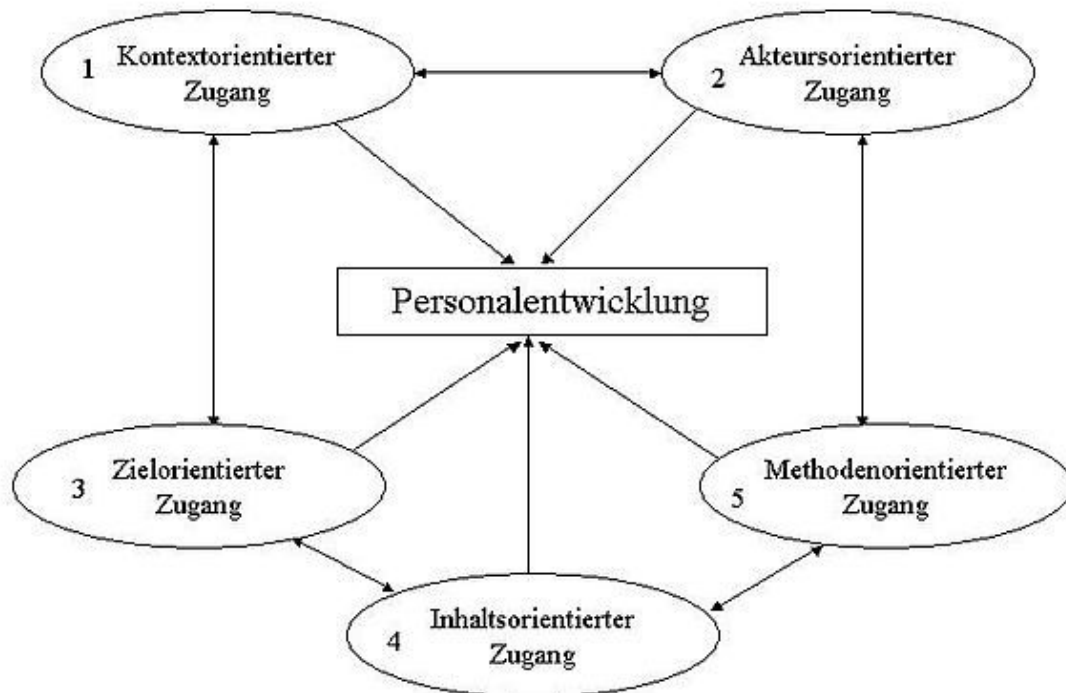 1 Kontextorientierter
Zugang
2 Akteursorientierter
Zugang
Personalentwicklung
3 Zielorientierter
Zugang
5 Methodenorientierter
Zugang
4 Inhaltsorientierter
Zugang